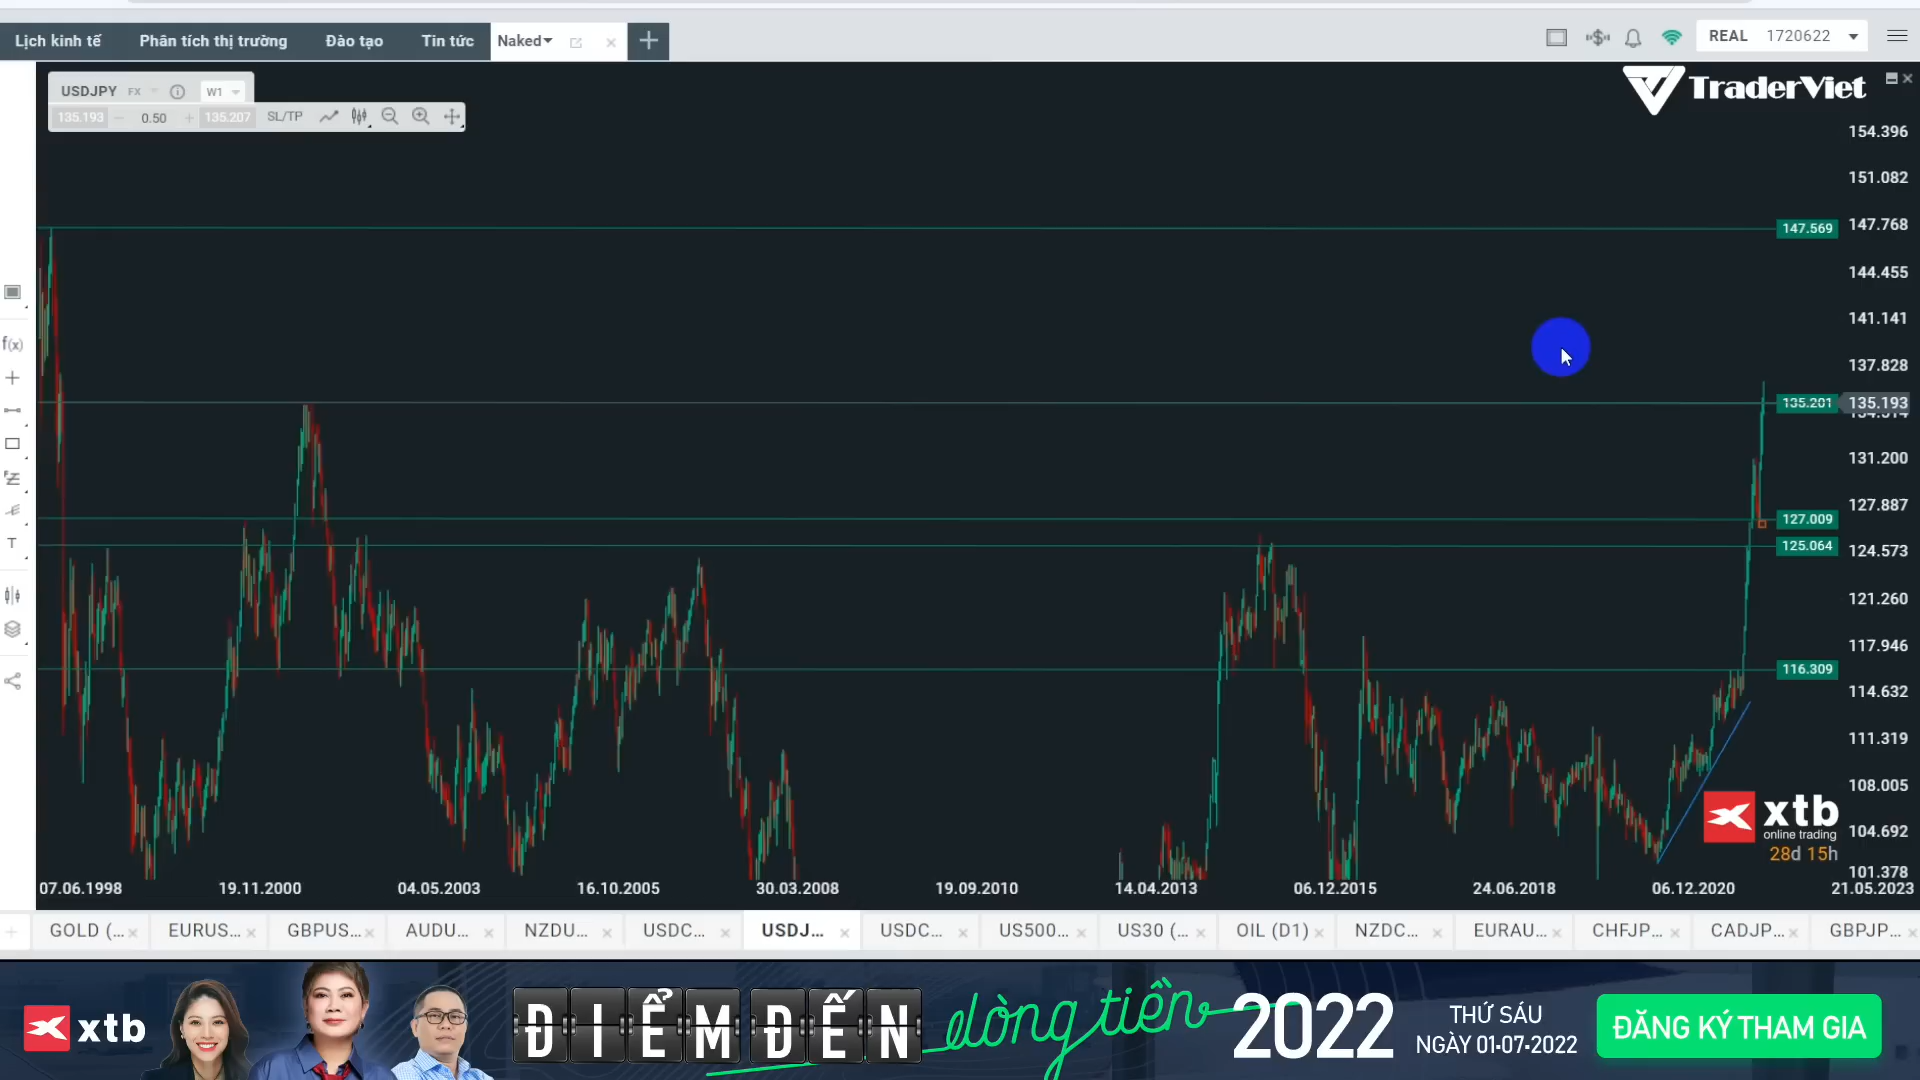 Lịch kinh tế Phân tích thị trường Đào tạo Tin tức Naked REAL 1720622
USDJPY FX W1
TraderViet
135.193 0.50 135.207 SL/TP
154.396
151.082
147.569 147.768
144.455
f(x)
141.141
137.828
135.201 135.193
131.200
127.887
127.009
T
125.064 124.573
121.260
117.946
116.309
114.632
111.319
108.005
xtb
online trading
104.692
28d 15h
101.378
07.06.1998 19.11.2000 04.05.2003 16.10.2005 30.03.2008 19.09.2010 14.04.2013 06.12.2015 24.06.2018 06.12.2020 21.05.2023
GOLD (... EURUS... GBPUS... AUDU... NZDU... USDC... USDJ... USDC... US500... US30 (... OIL (D1) NZDC... EURAU... CHFJP... CADJP... GBPJP...
xtb ĐIỂM ĐẾN dòng tiền 2022
THỨ SÁU
NGÀY 01-07-2022
ĐĂNG KÝ THAM GIA